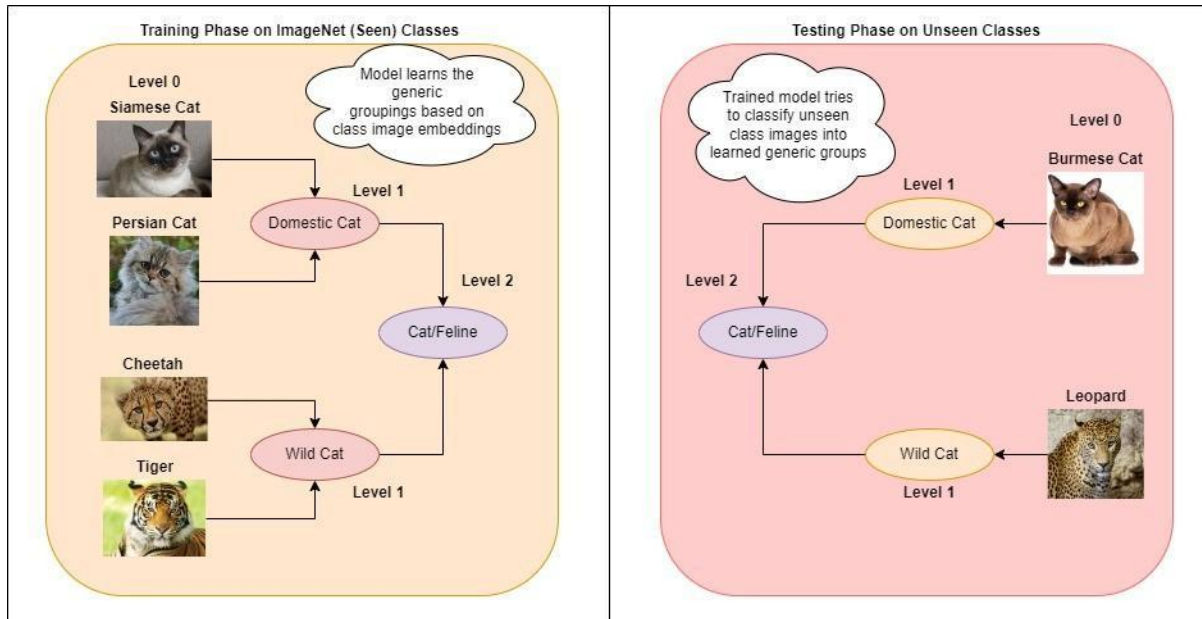 Training Phase on ImageNet (Seen) Classes
Level 0
Siamese Cat
Model learns the
generic
groupings based on
class image embeddings
Level 1
Domestic Cat
Persian Cat
Level 2
Cat/Feline
Cheetah
Wild Cat
Tiger
Level 1
Testing Phase on Unseen Classes
Trained model tries
to classify unseen
class images into
learned generic groups
Level 0
Burmese Cat
Level 1
Domestic Cat
Level 2
Cat/Feline
Leopard
Wild Cat
Level 1